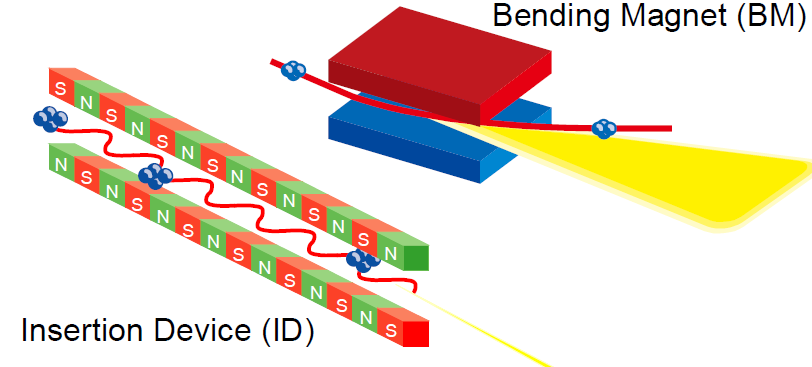 Bending Magnet (BM)
S N S N S N S N S N S N S N
N S N S N S N S N S N S N S
Insertion Device (ID)